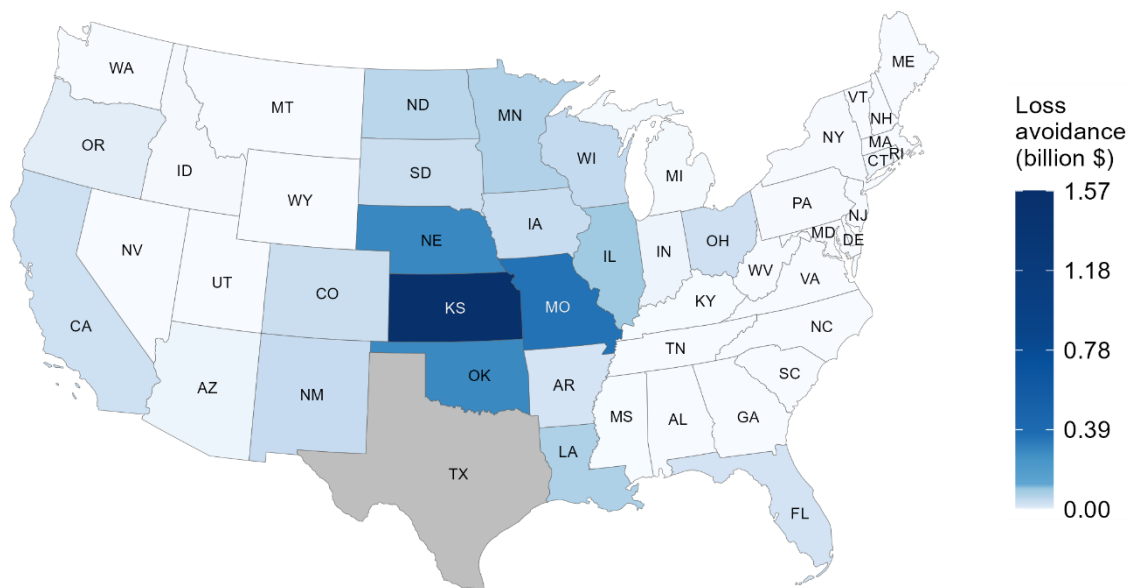 WA
MT
ND
MN
ME
VT
NH
NY
MA
CT
RI
OR
ID
SD
WI
MI
WY
IA
PA
NJ
NE
IL
IN
OH
MD
DE
NV
UT
CO
KS
MO
WV
VA
KY
CA
NC
TN
AZ
NM
OK
AR
SC
MS
AL
GA
LA
TX
FL
Loss
avoidance
(billion $)
1.57
1.18
0.78
0.39
0.00